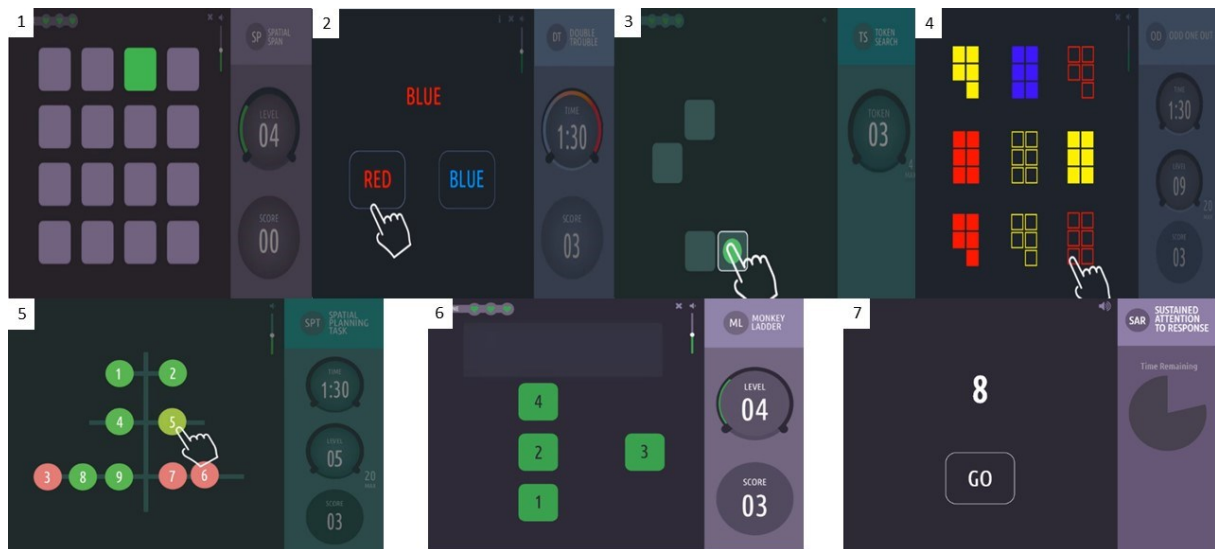 1
SP SPATIAL SPAN
LEVEL
04
SCORE
00
2
DT DOUBLE TROUBLE
BLUE
RED BLUE
TIME
1:30
SCORE
03
3
TS TOKEN SEARCH
TOKEN
03
4
OD ODD ONE OUT
TIME
1:30
LEVEL
09
20
MAX
SCORE
03
5
SPT SPATIAL PLANNING TASK
1 2
4 5
3 8 9 7 6
TIME
1:30
LEVEL
05
20
MAX
SCORE
03
6
ML MONKEY LADDER
4
2 3
1
LEVEL
04
SCORE
03
7
SAR SUSTAINED ATTENTION TO RESPONSE
Time Remaining
8
GO